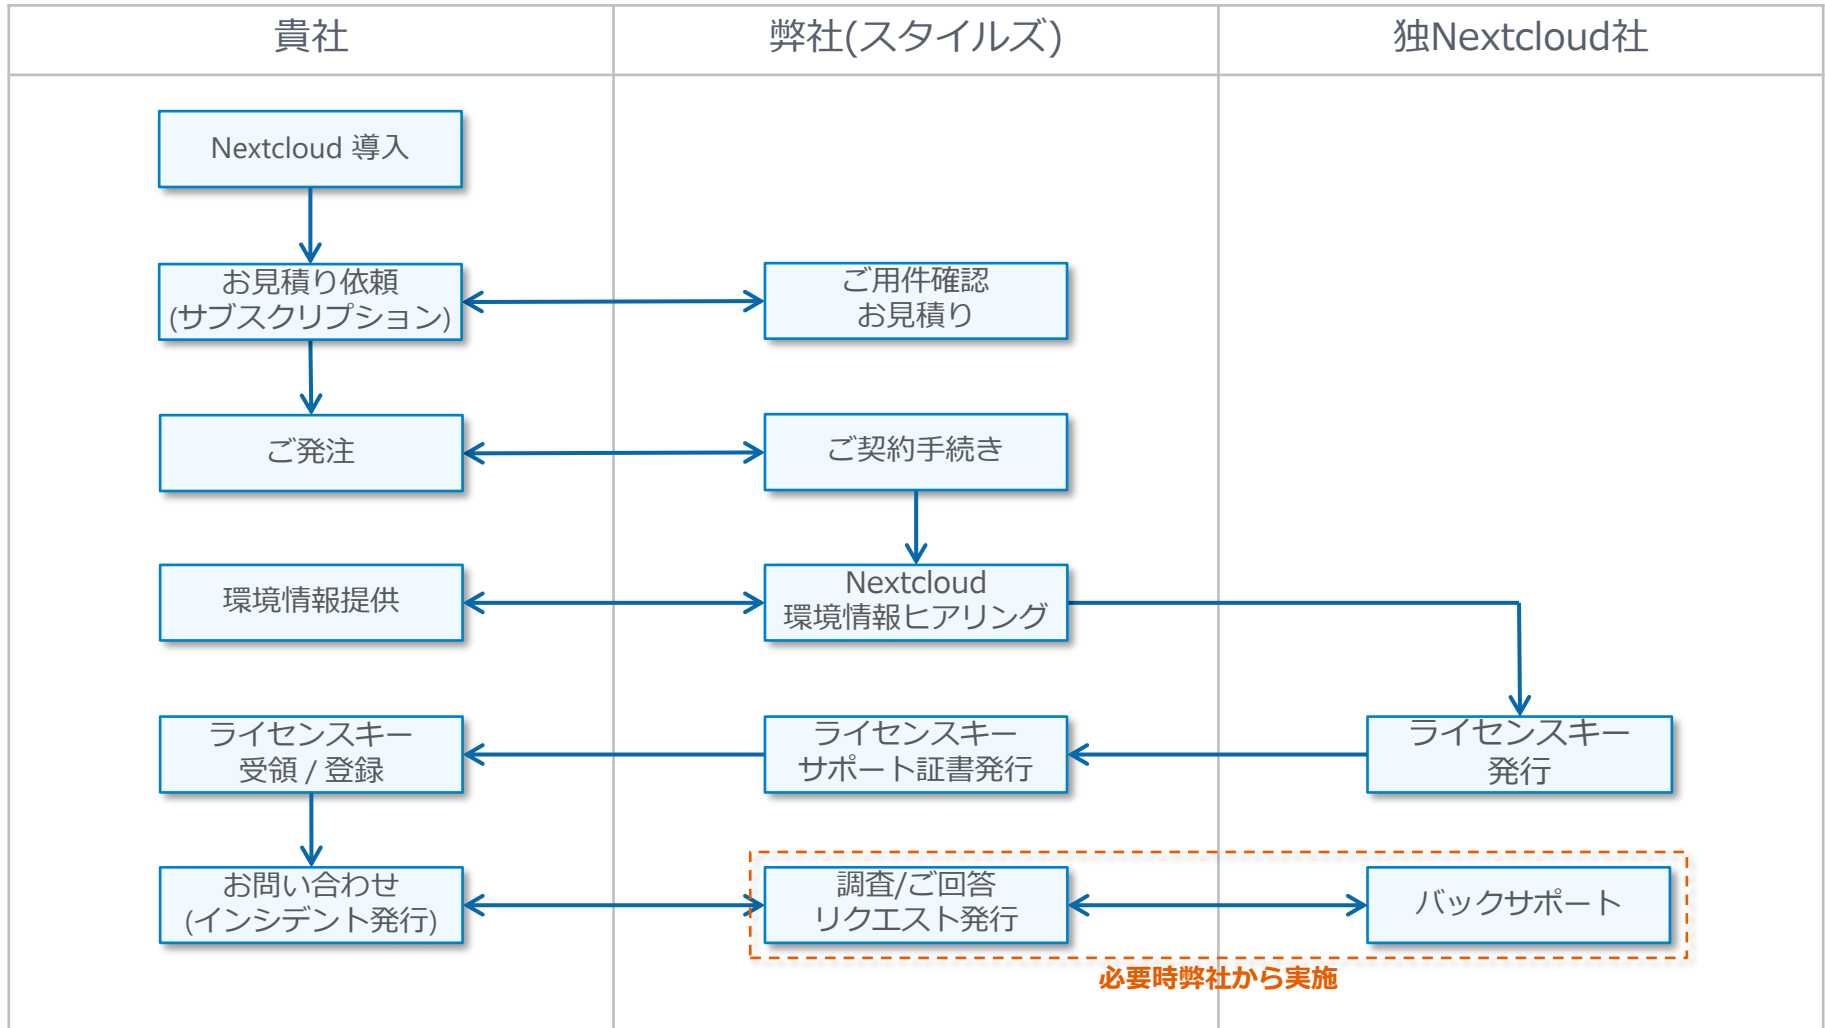 貴社
弊社(スタイルズ)
独Nextcloud社
Nextcloud 導入
お見積り依頼
(サブスクリプション)
ご用件確認
お見積り
ご発注
ご契約手続き
環境情報提供
Nextcloud
環境情報ヒアリング
ライセンスキー
受領 / 登録
ライセンスキー
サポート証書発行
ライセンスキー
発行
お問い合わせ
(インシデント発行)
調査/ご回答
リクエスト発行
バックサポート
必要時弊社から実施